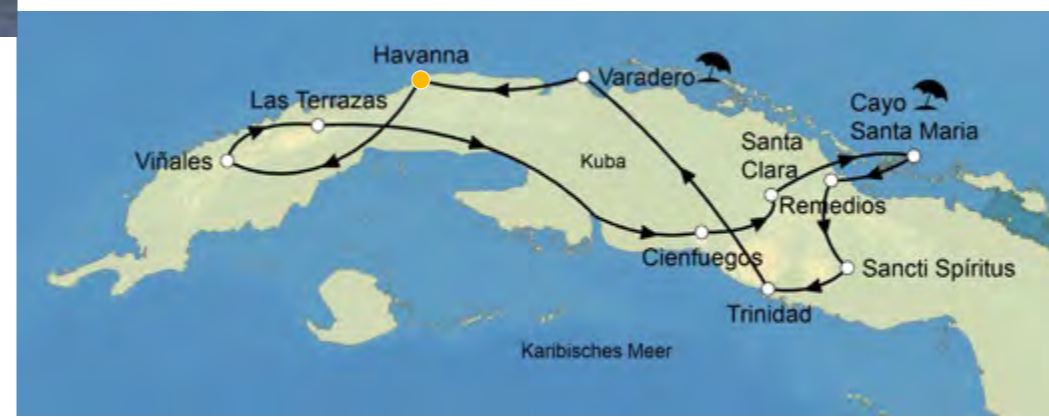 Havanna
Las Terrazas
Viñales
Varadero
Cayo
Santa Maria
Santa
Clara
Kuba
Remedios
Cienfuegos
Sancti Spíritus
Trinidad
Karibisches Meer